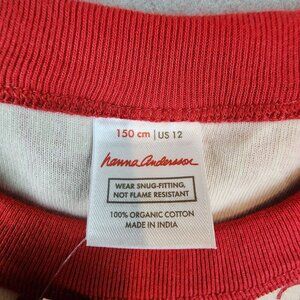 150 cm | US 12
hanna andersson
WEAR SNUG-FITTING,
NOT FLAME RESISTANT.
100% ORGANIC COTTON
MADE IN INDIA